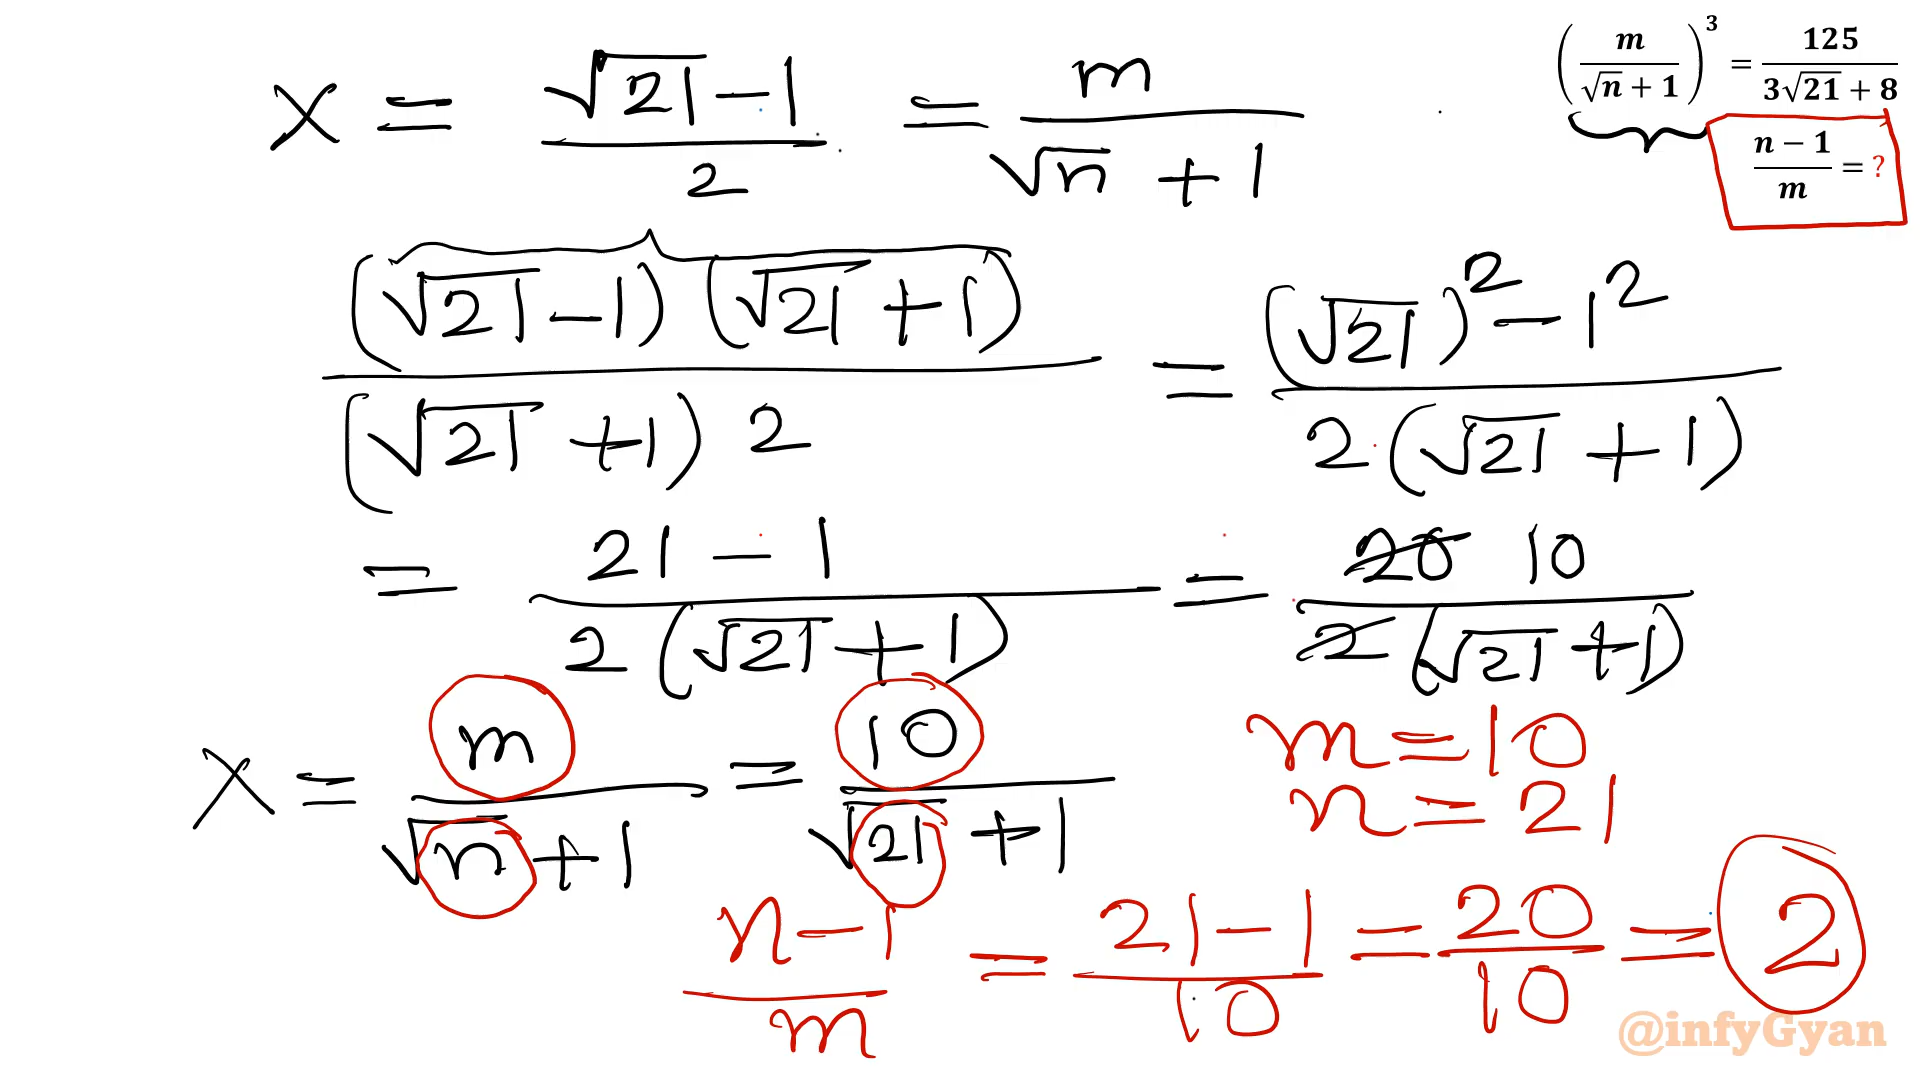 (m/(√n + 1))³ = 125/(3√21 + 8)
(n − 1)/m = ?
x = (√21 − 1)/2 = m/(√n + 1)
((√21 − 1)(√21 + 1))/((√21 + 1) 2) = ((√21)² − 1²)/(2(√21 + 1))
= (21 − 1)/(2(√21 + 1)) = 20 10/(2(√21 + 1))
x = m/(√n + 1) = 10/(√21 + 1)
m = 10
n = 21
(n − 1)/m = (21 − 1)/10 = 20/10 = 2
@infyGyan